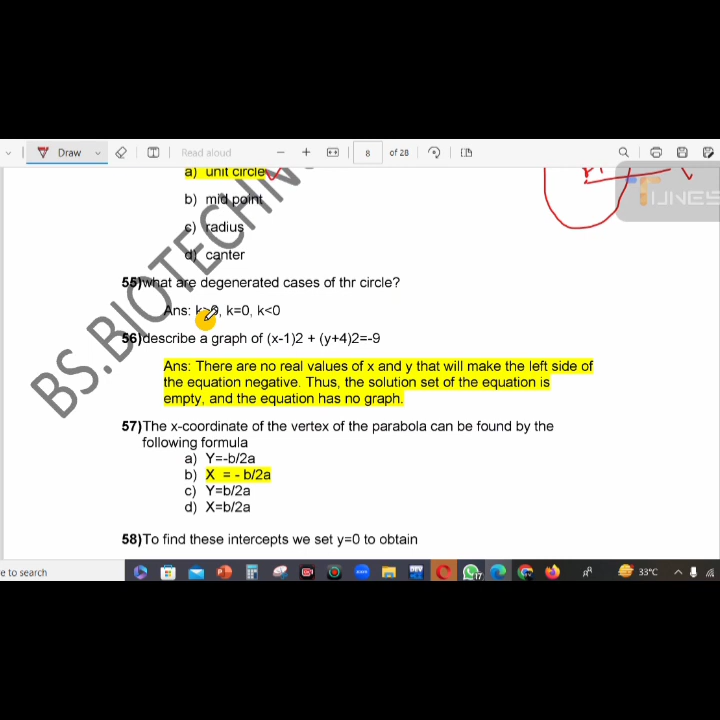 Draw
Read aloud
8
of 28
a) unit circle
b) mid point
c) radius
d) canter
TUNES
BS.BIOTECHN
55)what are degenerated cases of thr circle?
Ans: k>0, k=0, k<0
56)describe a graph of (x-1)2 + (y+4)2=-9
Ans: There are no real values of x and y that will make the left side of
the equation negative. Thus, the solution set of the equation is
empty, and the equation has no graph.
57)The x-coordinate of the vertex of the parabola can be found by the
following formula
a) Y=-b/2a
b) X = - b/2a
c) Y=b/2a
d) X=b/2a
58)To find these intercepts we set y=0 to obtain
e to search
17
33°C